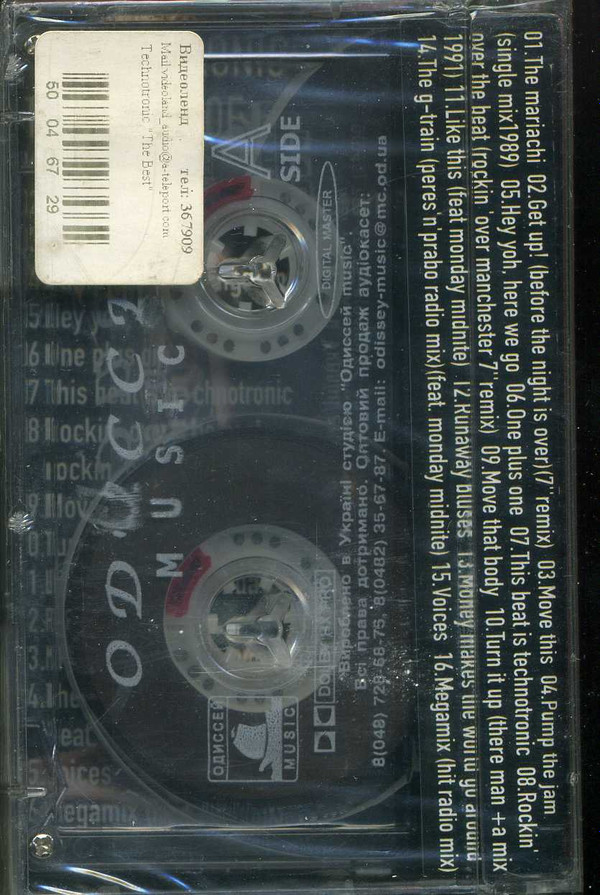 01.The mariachi 02.Get up! (before the night is over)(7" remix) 03.Move this 04.Pump the jam
(single mix1989) 05.Hey yoh, here we go 06.One plus one 07.This beat is technotronic 08.Rockin'
over the beat (rockin 'over manchester 7"remix) 09.Move that body 10.Turn it up (there man +a mix
1991) 11.Like this (feat monday midnite) 12.Runaway bluses 13.Money makes the world go around
14.The g-train (geres'n'prabo radio mix)(feat. monday midnite) 15.Voices 16.Megamix (hit radio mix)
Видеоленд тел: 367909
Mail:videoland_audio@a-teleport.com
Technotronic "The Best"
50 04 67 29
SIDE
A
DIGITAL MASTER
"Вироблено в Україні студією "Одиссей music".
Всі права дотримано. Оптовий продаж аудіокасет:
8(048) 728-68-75, 8(0482) 35-67-87. E-mail: odissey-music@mc.od.ua
DOLBY HX PRO
ОДИССЕЙ
MUSIC
MUSIC